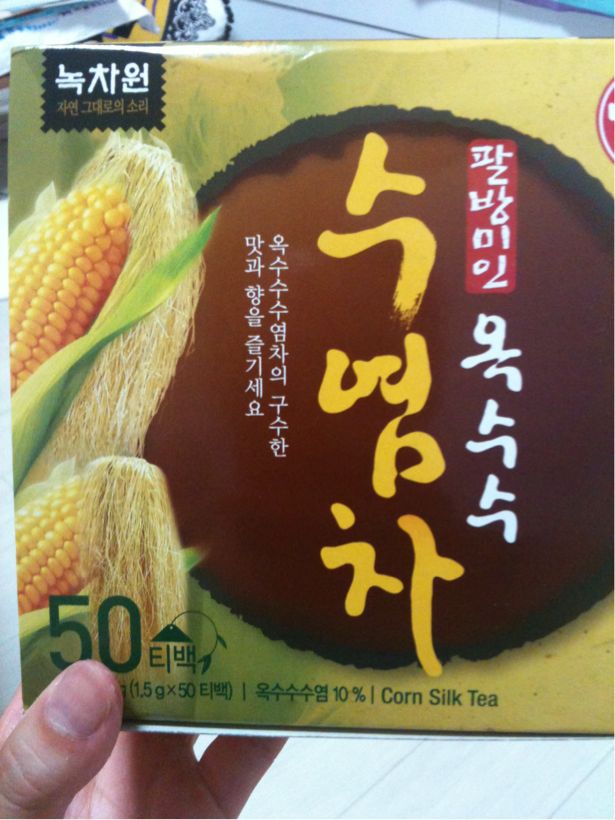 녹차원
자연 그대로의 소리
팔방미인
옥수수
수염차
옥수수수염차의 구수한
맛과 향을 즐기세요
50
티백
g (1.5g×50 티백) | 옥수수수염 10% | Corn Silk Tea